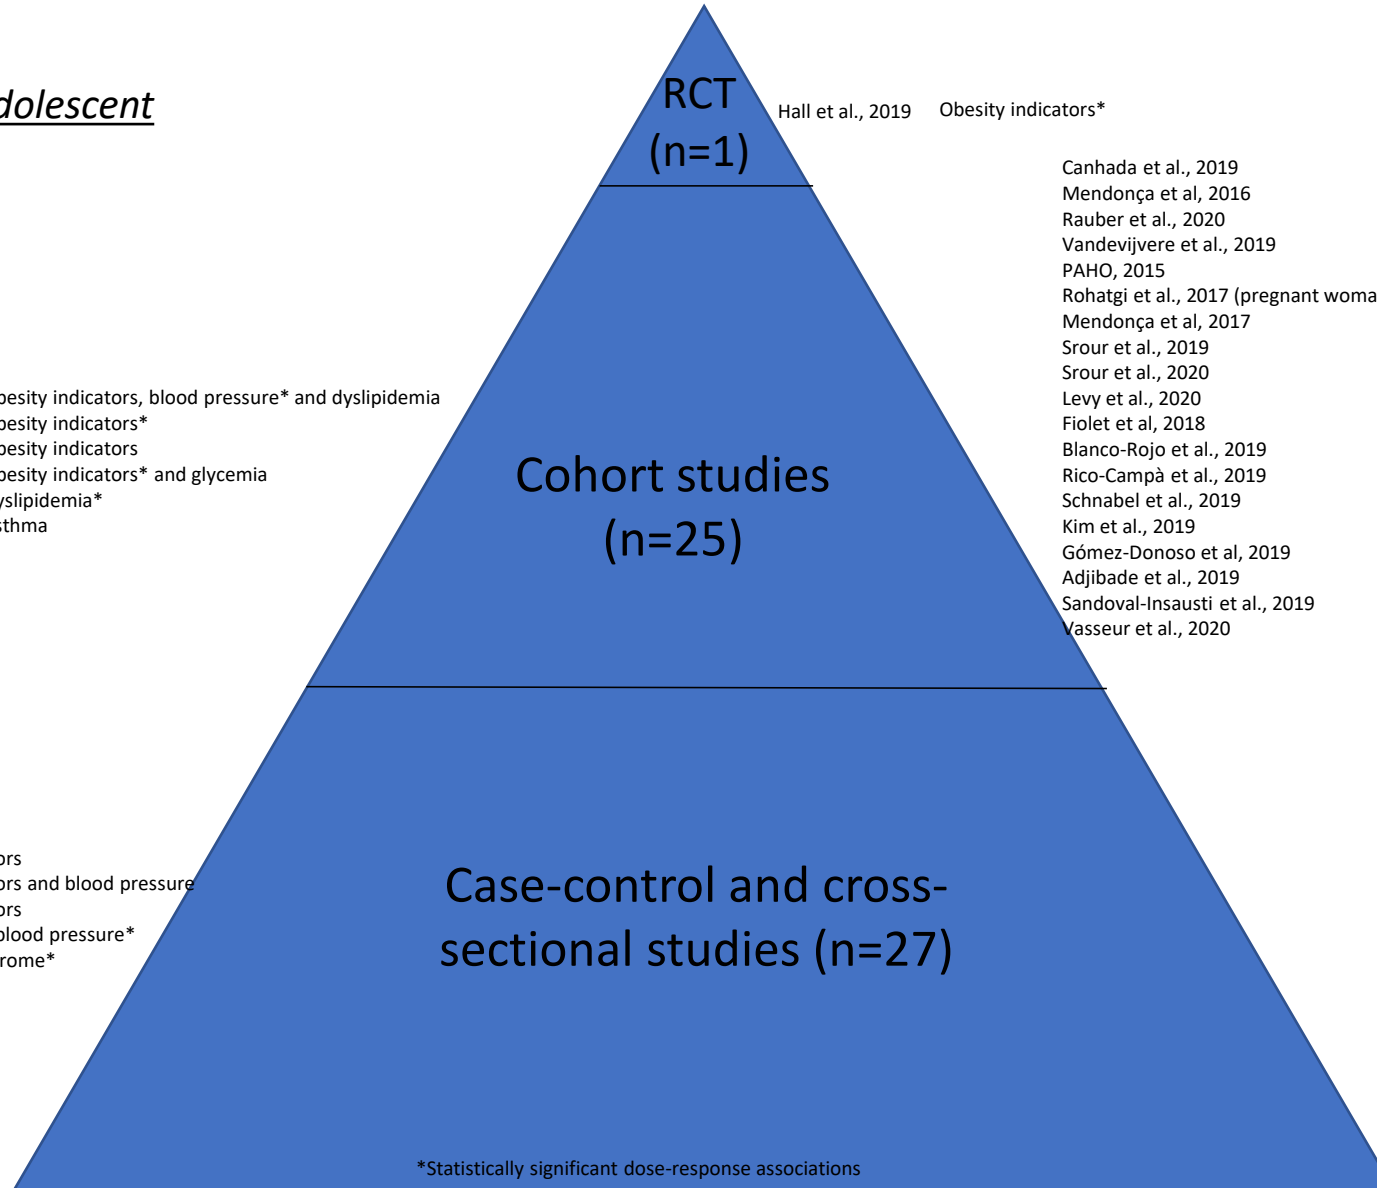 dolescent
RCT
(n=1)
Hall et al., 2019 Obesity indicators*
Canhada et al., 2019
Mendonça et al, 2016
Rauber et al., 2020
Vandevijvere et al., 2019
PAHO, 2015
Rohatgi et al., 2017 (pregnant woma
Mendonça et al, 2017
Srour et al., 2019
Srour et al., 2020
Levy et al., 2020
Fiolet et al, 2018
Blanco-Rojo et al., 2019
Rico-Campà et al., 2019
Schnabel et al., 2019
Kim et al., 2019
Gómez-Donoso et al, 2019
Adjibade et al., 2019
Sandoval-Insausti et al., 2019
Vasseur et al., 2020
besity indicators, blood pressure* and dyslipidemia
besity indicators*
besity indicators
besity indicators* and glycemia
yslipidemia*
sthma
Cohort studies
(n=25)
ors
ors and blood pressure
ors
blood pressure*
rome*
Case-control and cross-
sectional studies (n=27)
*Statistically significant dose-response associations